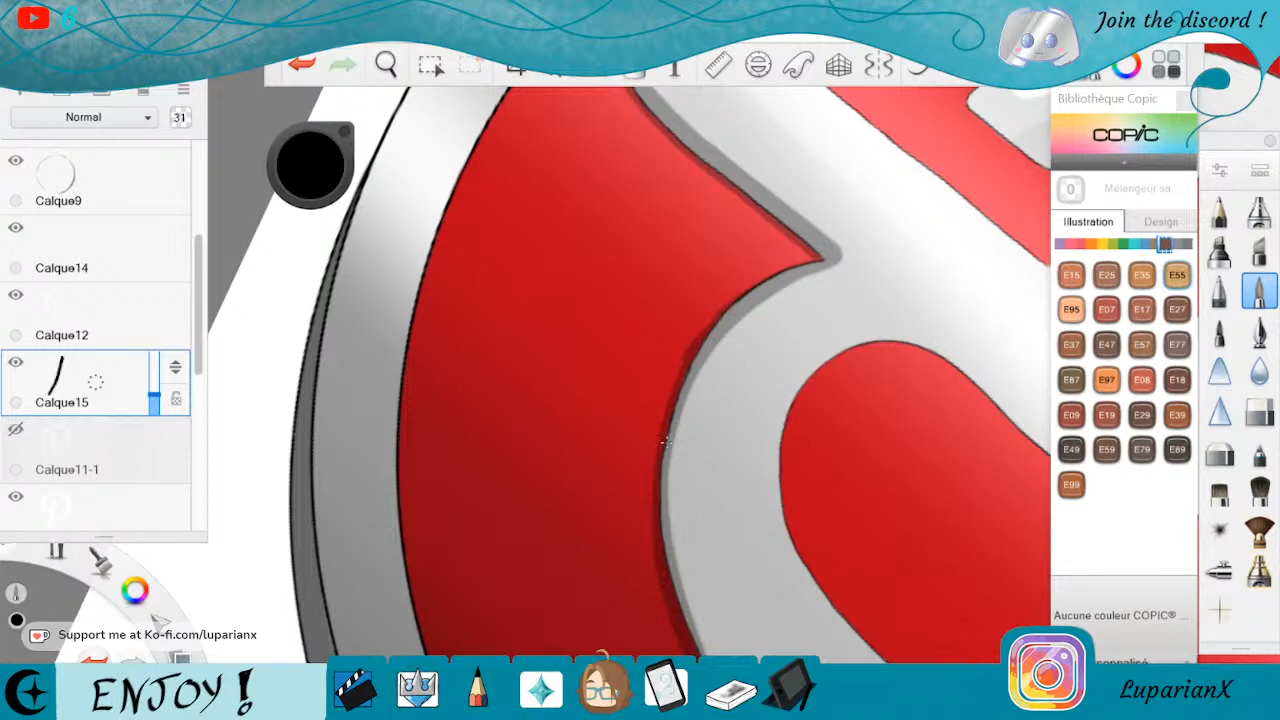 6
Join the discord !
Normal
31
Calque9
Calque14
Calque12
Calque15
Calque11-1
Support me at Ko-fi.com/luparianx
ENJOY !
Bibliothèque Copic
COPIC
0 Mélangeur sa...
Illustration Design
E15 E25 E35 E55
E95 E07 E17 E27
E37 E47 E57 E77
E87 E97 E08 E18
E09 E19 E29 E39
E49 E59 E79 E89
E99
Aucune couleur COPIC® ...
LuparianX